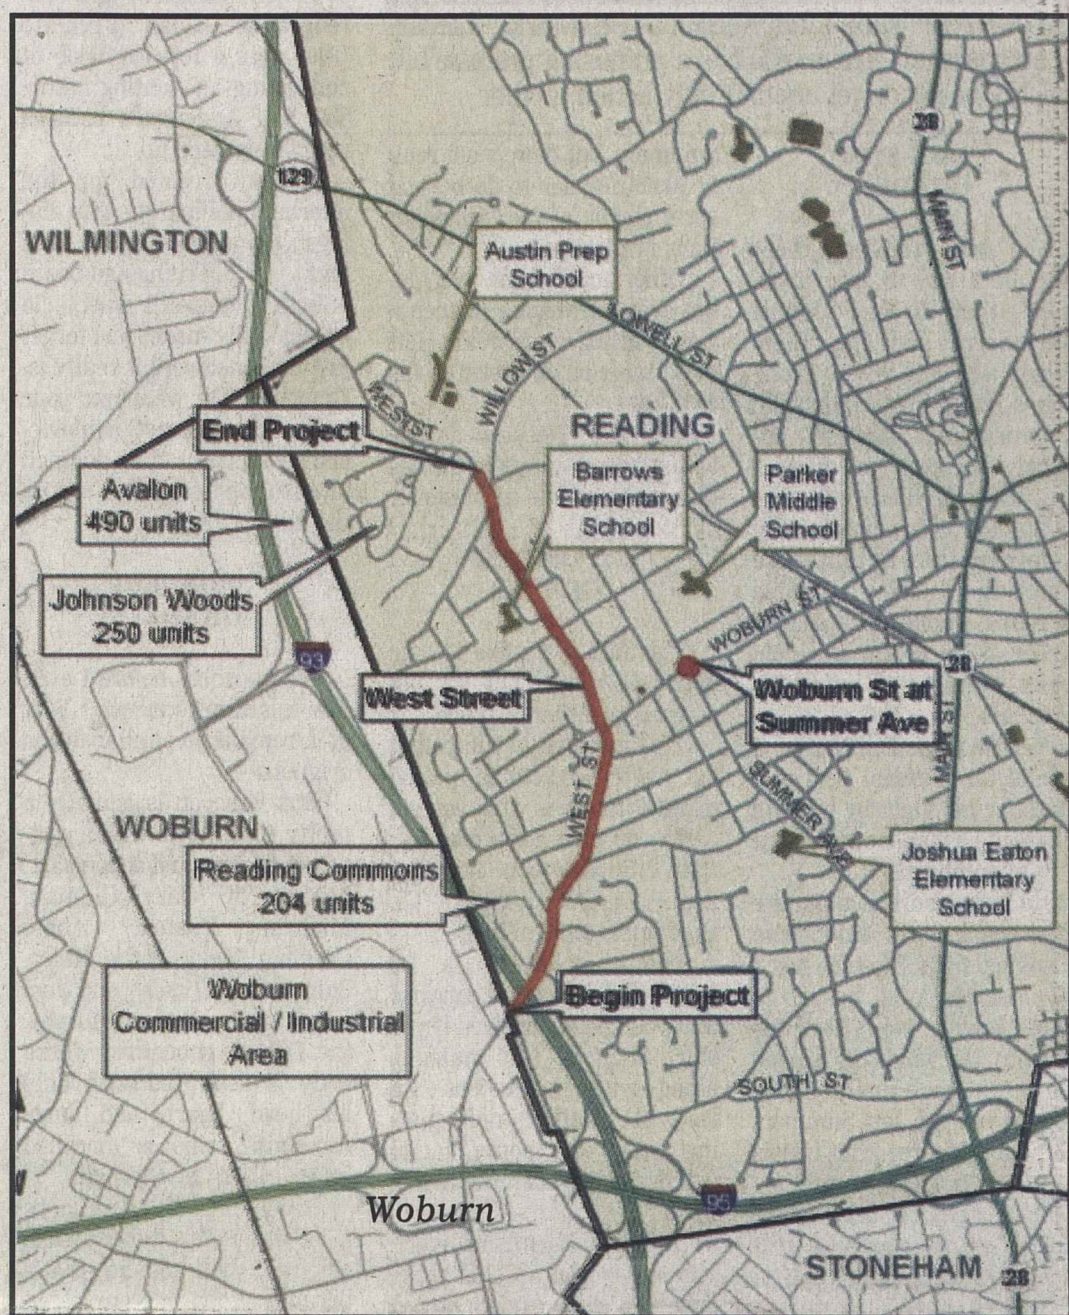 28
129
MAIN ST
WILMINGTON
Austin Prep
School
LOWELL ST
WILLOW ST
WEST ST
End Project
READING
Barrows
Elementary
School
Parker
Middle
School
Avalon
490 units
Johnson Woods
250 units
WOBURN ST
93
28
West Street
Woburn St at
Summer Ave
MAIN ST
WEST ST
SUMMER AVE
WOBURN
Reading Commons
204 units
Joshua Eaton
Elementary
School
Woburn
Commercial / Industrial
Area
Begin Project
SOUTH ST
95
Woburn
STONEHAM
28